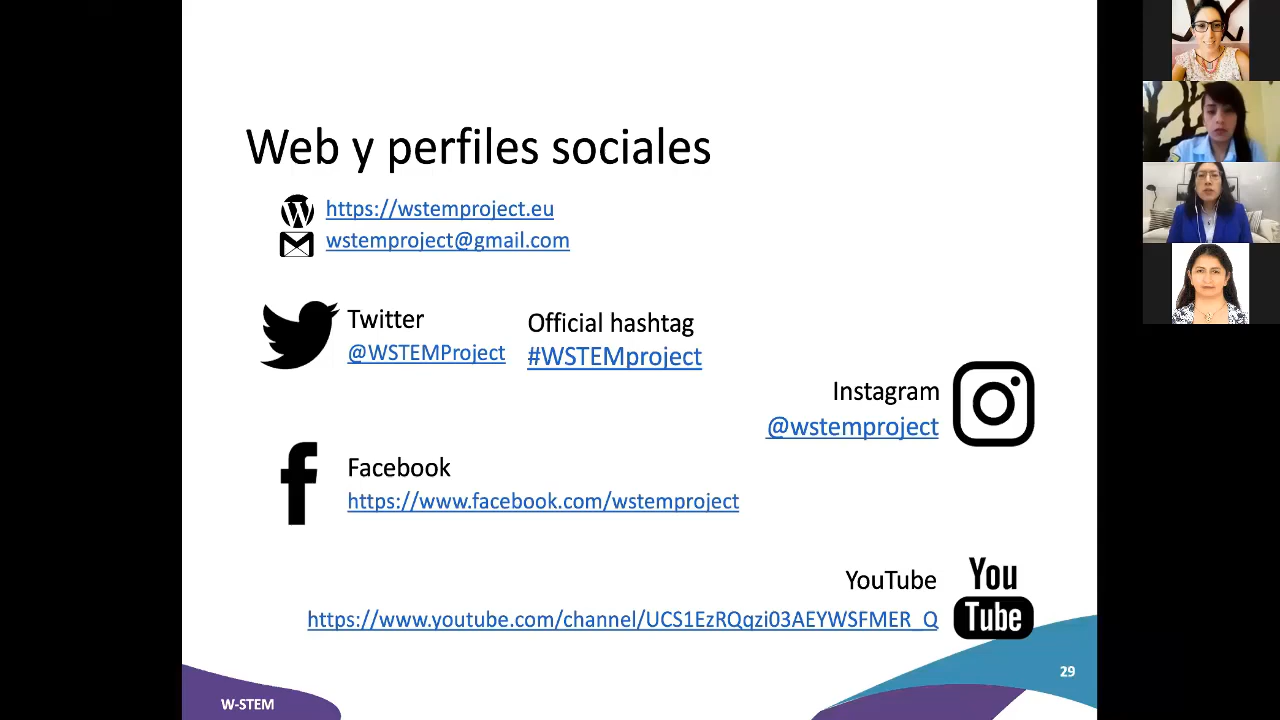 Web y perfiles sociales
https://wstemproject.eu
wstemproject@gmail.com
Twitter
@WSTEMProject
Official hashtag
#WSTEMproject
Instagram
@wstemproject
Facebook
https://www.facebook.com/wstemproject
YouTube
https://www.youtube.com/channel/UCS1EzRQqzi03AEYWSFMER_Q
You
Tube
29
W-STEM